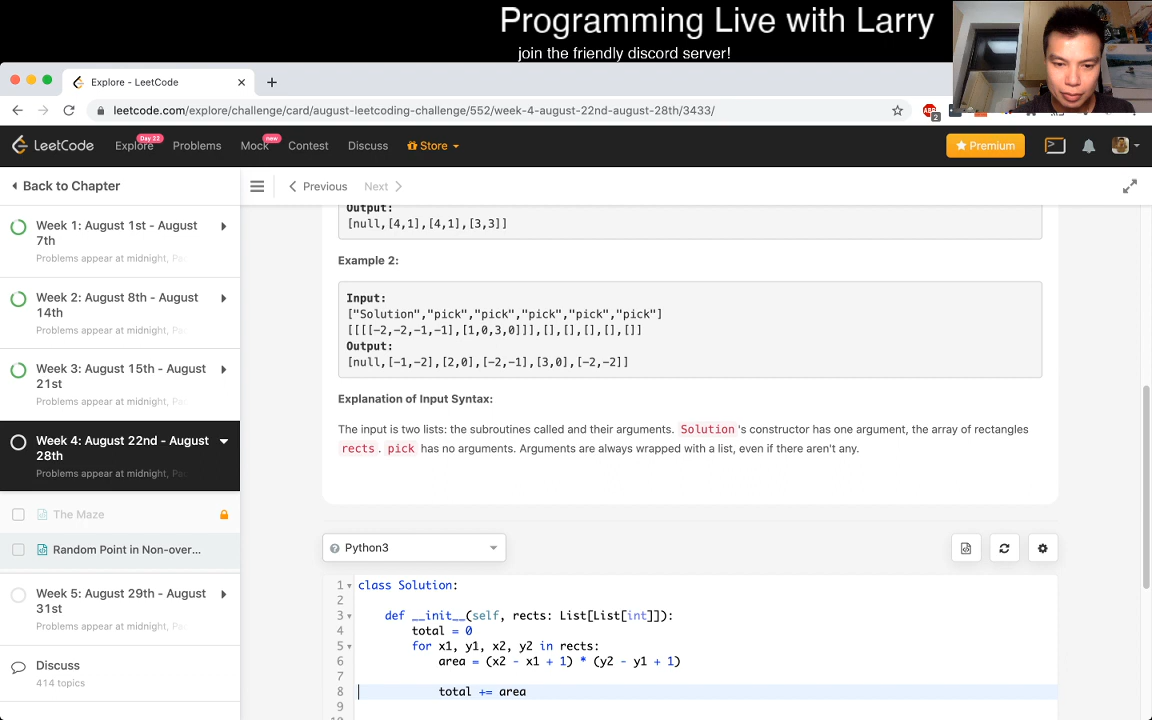 Programming Live with Larry
join the friendly discord server!
Explore - LeetCode
leetcode.com/explore/challenge/card/august-leetcoding-challenge/552/week-4-august-22nd-august-28th/3433/
ABP
2
LeetCode
Explore
Day 22
Problems
Mock
new
Contest
Discuss
Store
Premium
Back to Chapter
Previous
Next
Week 1: August 1st - August
7th
Problems appear at midnight, Pa
Week 2: August 8th - August
14th
Problems appear at midnight, Pa
Week 3: August 15th - August
21st
Problems appear at midnight, Pa
Week 4: August 22nd - August
28th
Problems appear at midnight, Pa
The Maze
Random Point in Non-over...
Week 5: August 29th - August
31st
Problems appear at midnight, Pa
Discuss
414 topics
Output:
[null,[4,1],[4,1],[3,3]]
Example 2:
Input:
["Solution","pick","pick","pick","pick","pick"]
[[[[-2,-2,-1,-1],[1,0,3,0]]],[],[],[],[],[]]
Output:
[null,[-1,-2],[2,0],[-2,-1],[3,0],[-2,-2]]
Explanation of Input Syntax:
The input is two lists: the subroutines called and their arguments. Solution 's constructor has one argument, the array of rectangles
rects . pick has no arguments. Arguments are always wrapped with a list, even if there aren't any.
Python3
1 class Solution:
2
3 def __init__(self, rects: List[List[int]]):
4 total = 0
5 for x1, y1, x2, y2 in rects:
6 area = (x2 - x1 + 1) * (y2 - y1 + 1)
7
8 total += area
9